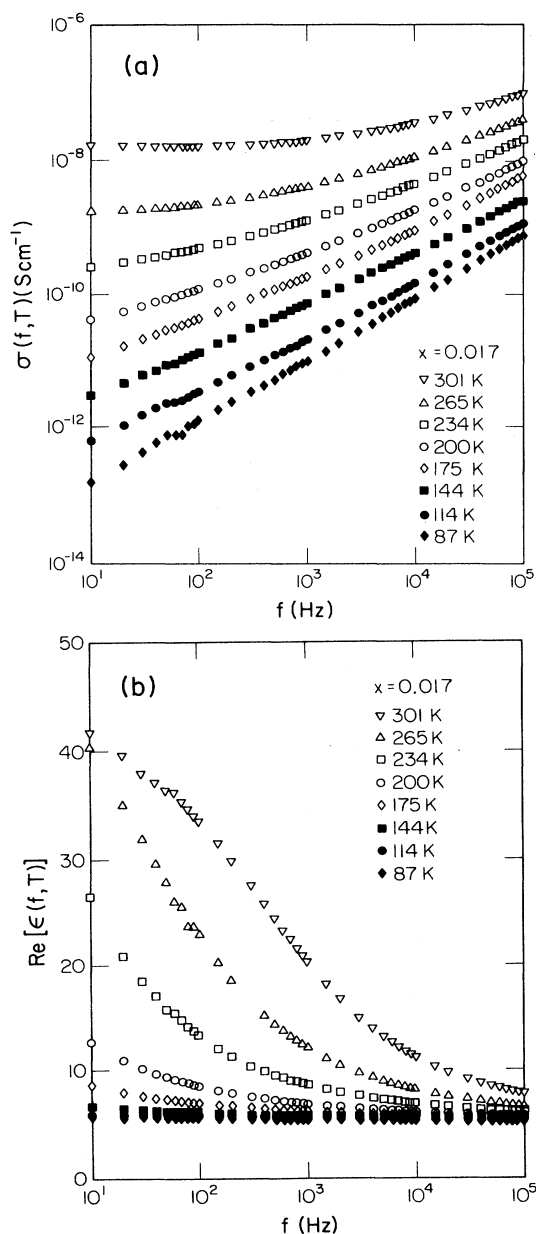 (a)
10⁻⁶
10⁻⁸
10⁻¹⁰
10⁻¹²
10⁻¹⁴
σ(f,T)(Scm⁻¹)
x = 0.017
▽ 301 K
△ 265 K
□ 234 K
○ 200 K
◇ 175 K
■ 144 K
● 114 K
◆ 87 K
10¹ 10² 10³ 10⁴ 10⁵
f (Hz)
(b)
50
40
30
20
10
0
Re[ϵ(f,T)]
x = 0.017
▽ 301 K
△ 265 K
□ 234 K
○ 200 K
◇ 175 K
■ 144 K
● 114 K
◆ 87 K
10¹ 10² 10³ 10⁴ 10⁵
f (Hz)